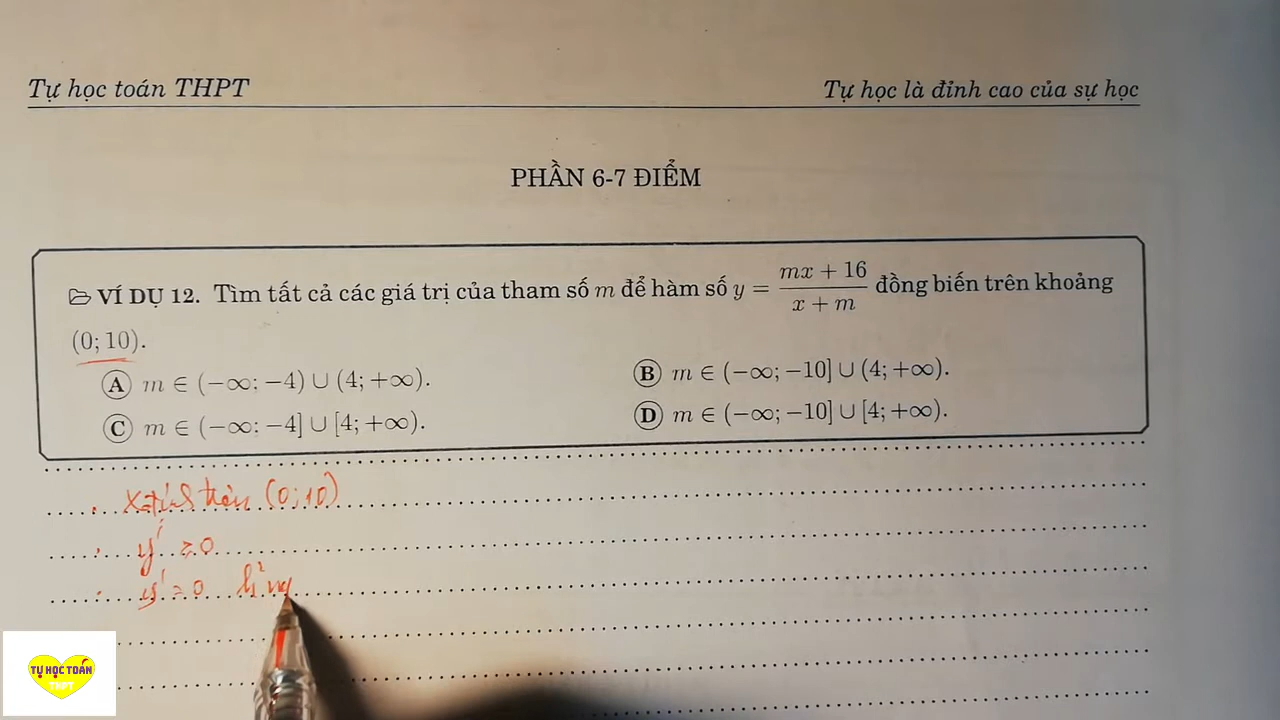 Tự học toán THPT
Tự học là đỉnh cao của sự học
PHẦN 6-7 ĐIỂM
VÍ DỤ 12. Tìm tất cả các giá trị của tham số m để hàm số y = \frac{mx + 16}{x + m} đồng biến trên khoảng
(0; 10).
A m ∈ (−∞; −4) ∪ (4; +∞).
B m ∈ (−∞; −10] ∪ (4; +∞).
C m ∈ (−∞; −4] ∪ [4; +∞).
D m ∈ (−∞; −10] ∪ [4; +∞).
trên (0; 10)
y' ≥ 0
y' = 0
TỰ HỌC TOÁN
THPT